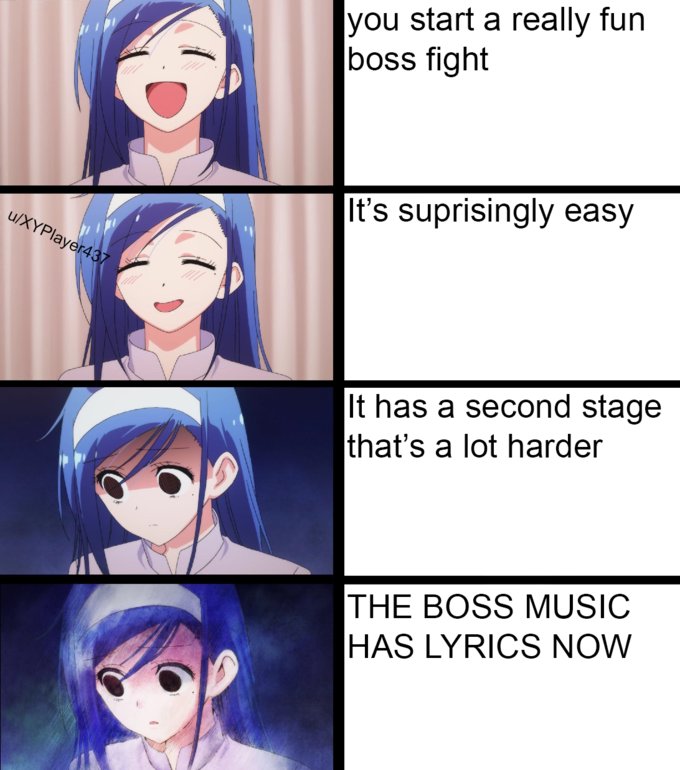 you start a really fun
boss fight
u/XYPlayer437
It's suprisingly easy
It has a second stage
that's a lot harder
THE BOSS MUSIC
HAS LYRICS NOW